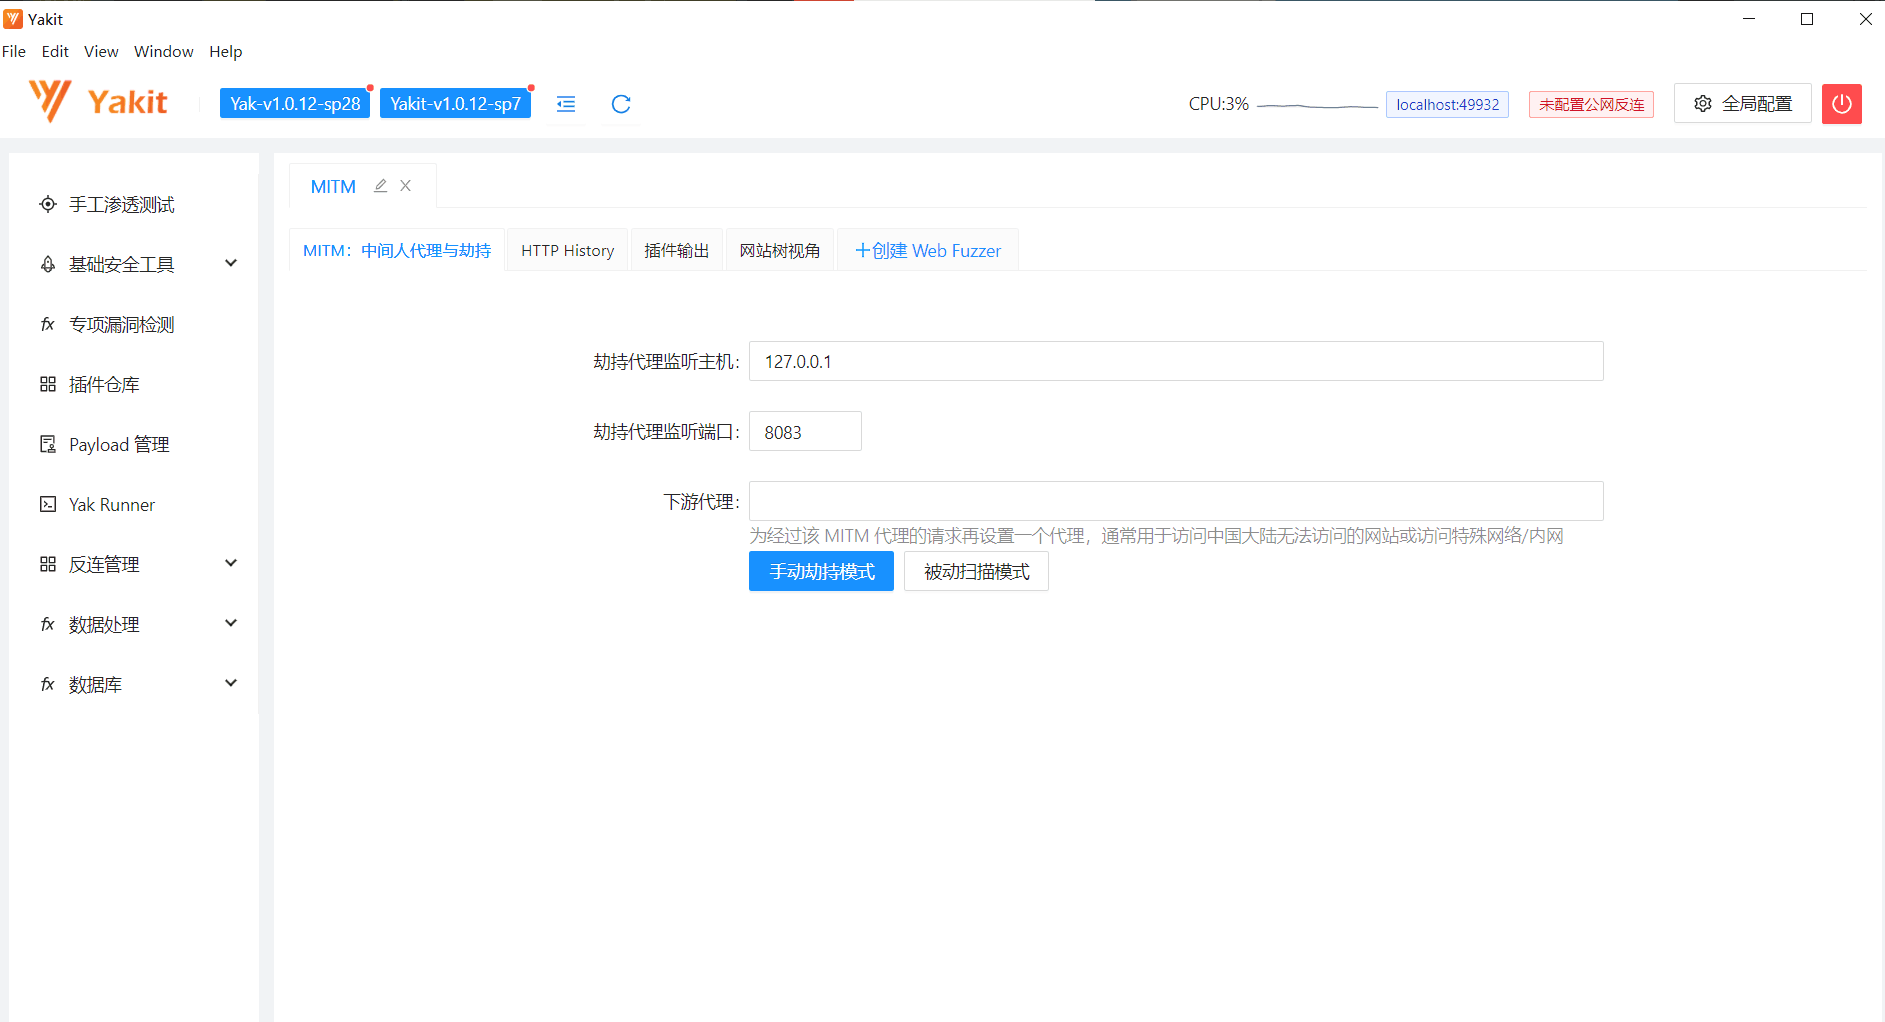 Yakit
File Edit View Window Help
Yakit Yak-v1.0.12-sp28 Yakit-v1.0.12-sp7 CPU:3% localhost:49932 未配置公网反连 全局配置
手工渗透测试
基础安全工具
专项漏洞检测
插件仓库
Payload 管理
Yak Runner
反连管理
数据处理
数据库
MITM
MITM：中间人代理与劫持 HTTP History 插件输出 网站树视角 +创建 Web Fuzzer
劫持代理监听主机: 127.0.0.1
劫持代理监听端口: 8083
下游代理:
为经过该 MITM 代理的请求再设置一个代理，通常用于访问中国大陆无法访问的网站或访问特殊网络/内网
手动劫持模式 被动扫描模式